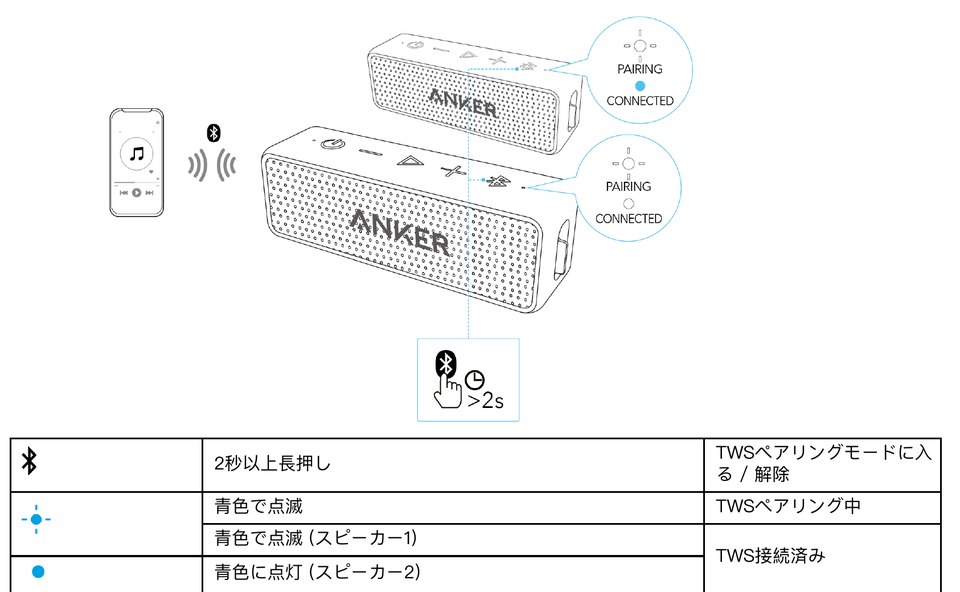 PAIRING
CONNECTED
ANKER
PAIRING
CONNECTED
ANKER
>2s
2秒以上長押し
TWSペアリングモードに入
る / 解除
青色で点滅
TWSペアリング中
青色で点滅 (スピーカー1)
TWS接続済み
青色に点灯 (スピーカー2)